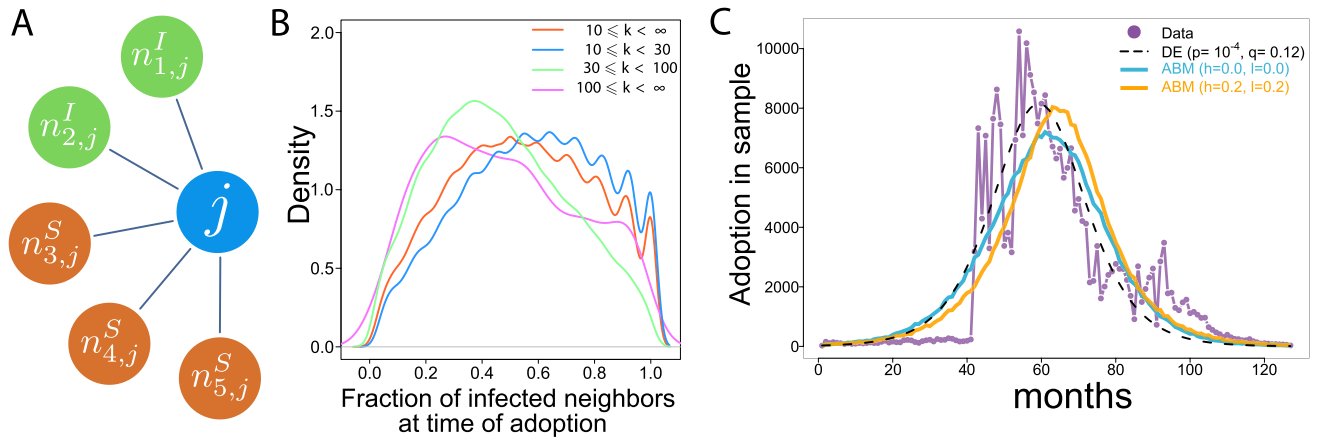 A
n^I_{1,j}
n^I_{2,j}
j
n^S_{3,j}
n^S_{4,j}
n^S_{5,j}
B
2.0
1.5
1.0
0.5
0.0
Density
10 ⩽ k < ∞
10 ⩽ k < 30
30 ⩽ k < 100
100 ⩽ k < ∞
0.0 0.2 0.4 0.6 0.8 1.0
Fraction of infected neighbors
at time of adoption
C
10000
8000
6000
4000
2000
0
Adoption in sample
Data
DE (p= 10^-4, q= 0.12)
ABM (h=0.0, l=0.0)
ABM (h=0.2, l=0.2)
0 20 40 60 80 100 120
months